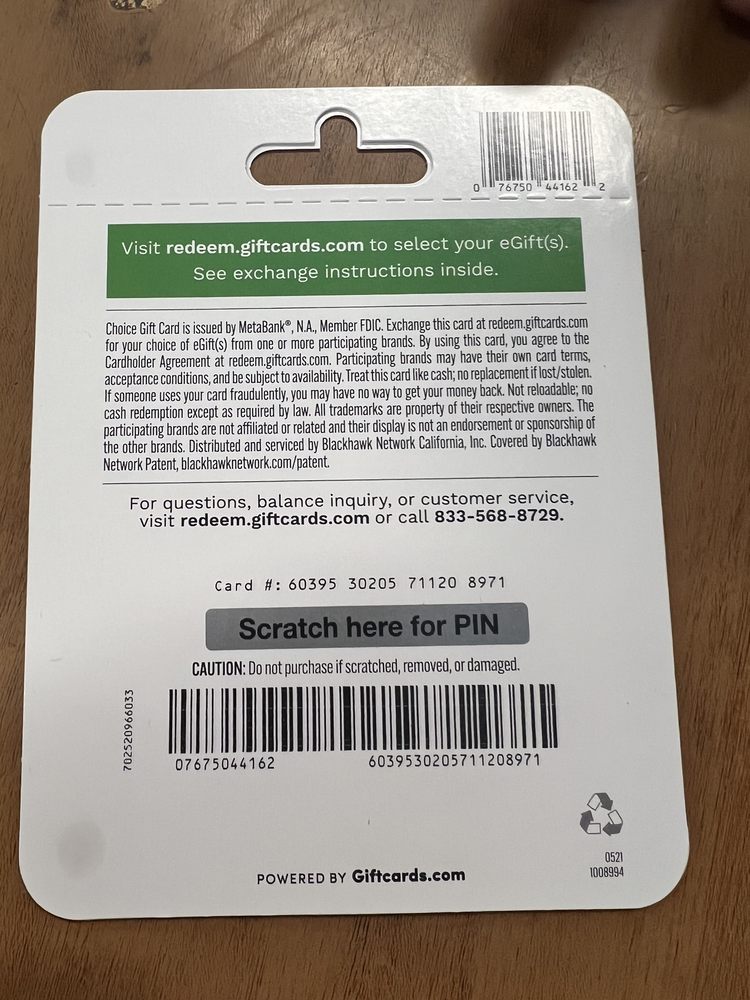 0 76750 44162 2
Visit redeem.giftcards.com to select your eGift(s).
See exchange instructions inside.
Choice Gift Card is issued by MetaBank®, N.A., Member FDIC. Exchange this card at redeem.giftcards.com
for your choice of eGift(s) from one or more participating brands. By using this card, you agree to the
Cardholder Agreement at redeem.giftcards.com. Participating brands may have their own card terms,
acceptance conditions, and be subject to availability. Treat this card like cash; no replacement if lost/stolen.
If someone uses your card fraudulently, you may have no way to get your money back. Not reloadable; no
cash redemption except as required by law. All trademarks are property of their respective owners. The
participating brands are not affiliated or related and their display is not an endorsement or sponsorship of
the other brands. Distributed and serviced by Blackhawk Network California, Inc. Covered by Blackhawk
Network Patent, blackhawknetwork.com/patent.
For questions, balance inquiry, or customer service,
visit redeem.giftcards.com or call 833-568-8729.
Card #: 60395 30205 71120 8971
Scratch here for PIN
CAUTION: Do not purchase if scratched, removed, or damaged.
702520966033
07675044162 6039530205711208971
POWERED BY Giftcards.com
0521
1008994